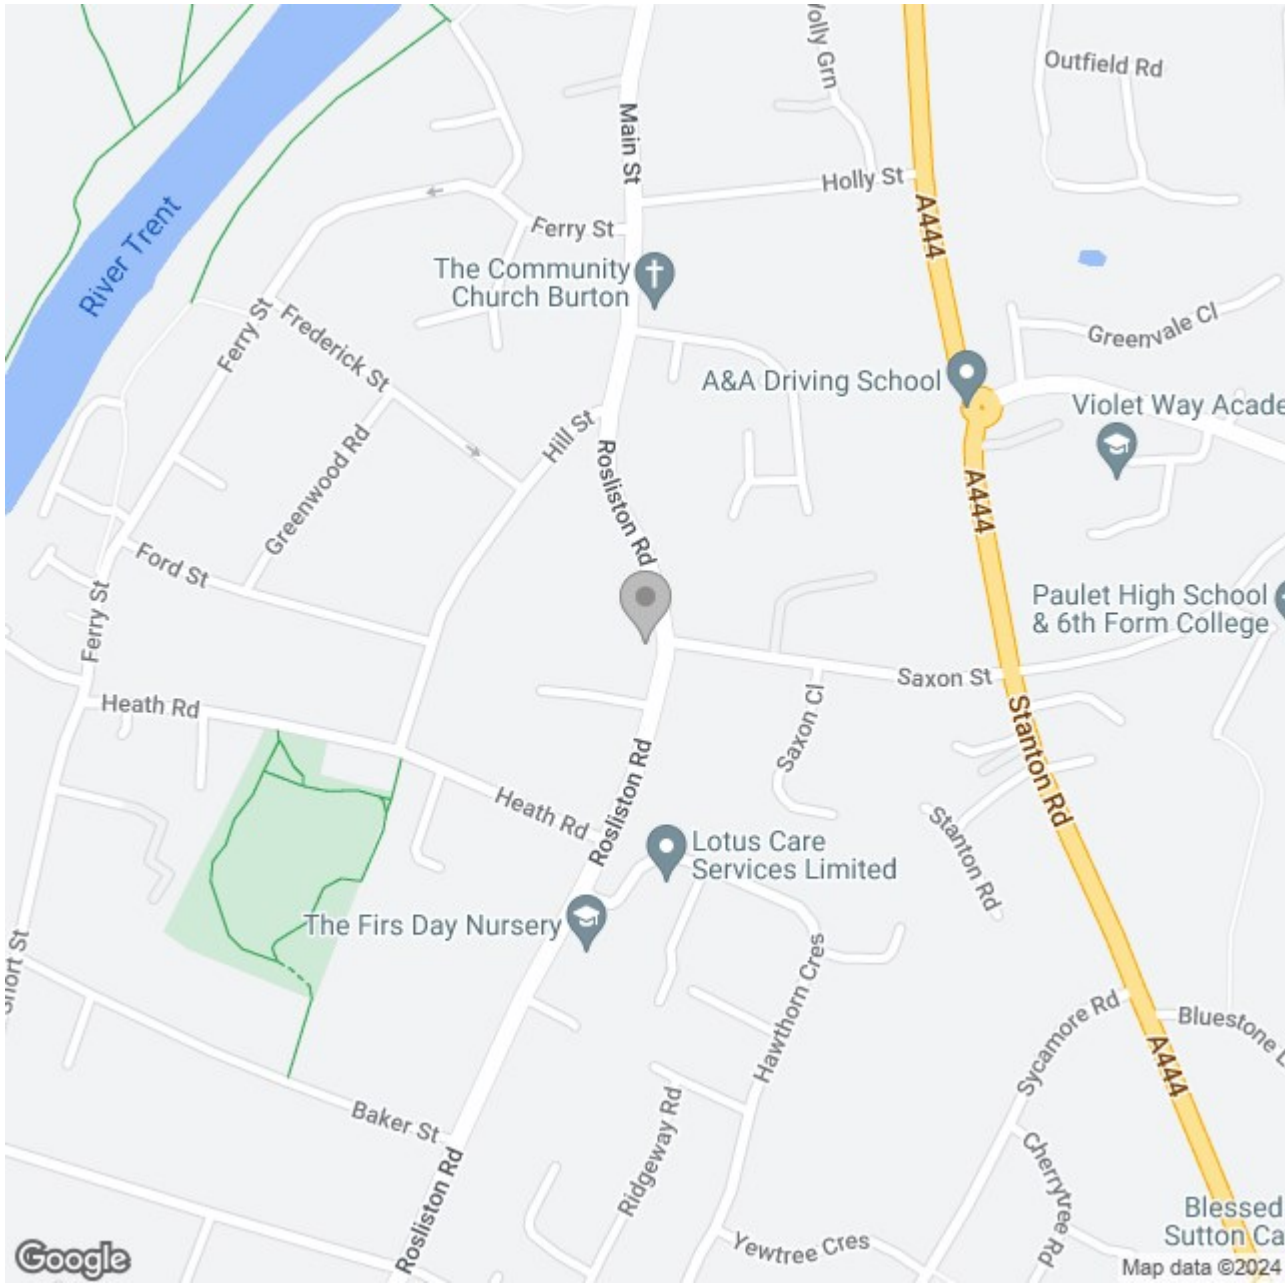 Outfield Rd
Main St
Holly St
River Trent
Ferry St
A444
The Community
Church Burton
Greenvale Cl
Ferry St
Frederick St
A&A Driving School
Violet Way Acade
Hill St
Rosliston Rd
Greenwood Rd
A444
Ford St
Paulet High School
& 6th Form College
Ferry St
Saxon St
Heath Rd
Saxon Cl
Stanton Rd
Rosliston Rd
Heath Rd
Lotus Care
Services Limited
Stanton Rd
The Firs Day Nursery
Hawthorn Cres
Sycamore Rd
Bluestone L
A444
Baker St
Ridgeway Rd
Cherrytree Rd
Rosliston Rd
Blessed
Sutton Ca
Yewtree Cres
Google
Map data ©2024